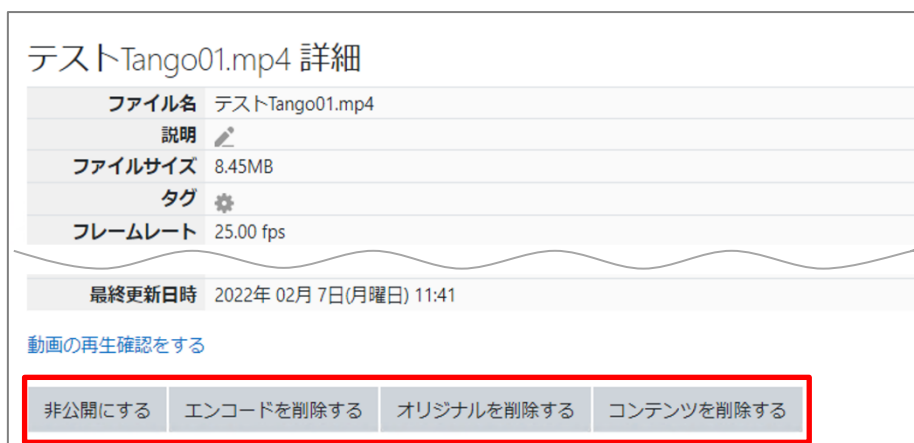 テストTango01.mp4 詳細
ファイル名 テストTango01.mp4
説明
ファイルサイズ 8.45MB
タグ
フレームレート 25.00 fps
最終更新日時 2022年 02月 7日(月曜日) 11:41
動画の再生確認をする
非公開にする エンコードを削除する オリジナルを削除する コンテンツを削除する